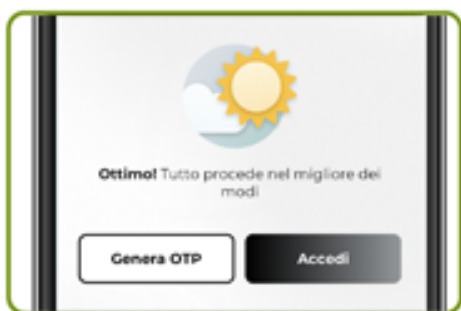 Ottimo! Tutto procede nel migliore dei
modi
Genera OTP
Accedi